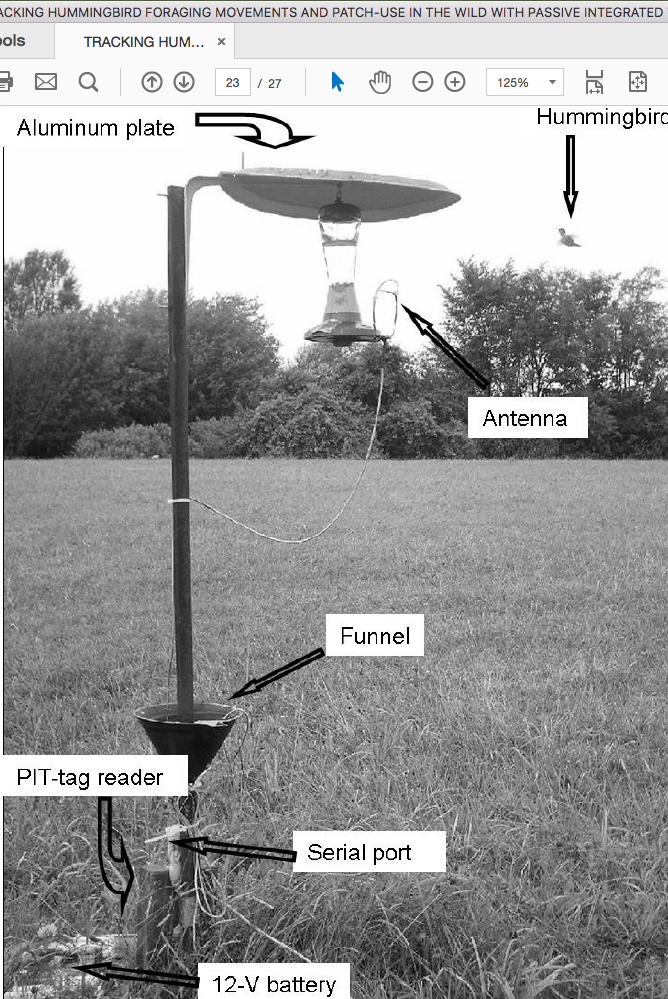 ACKING HUMMINGBIRD FORAGING MOVEMENTS AND PATCH-USE IN THE WILD WITH PASSIVE INTEGRATED
ols
TRACKING HUM... ×
23 / 27
125%
Aluminum plate
Hummingbird
Antenna
Funnel
PIT-tag reader
Serial port
12-V battery